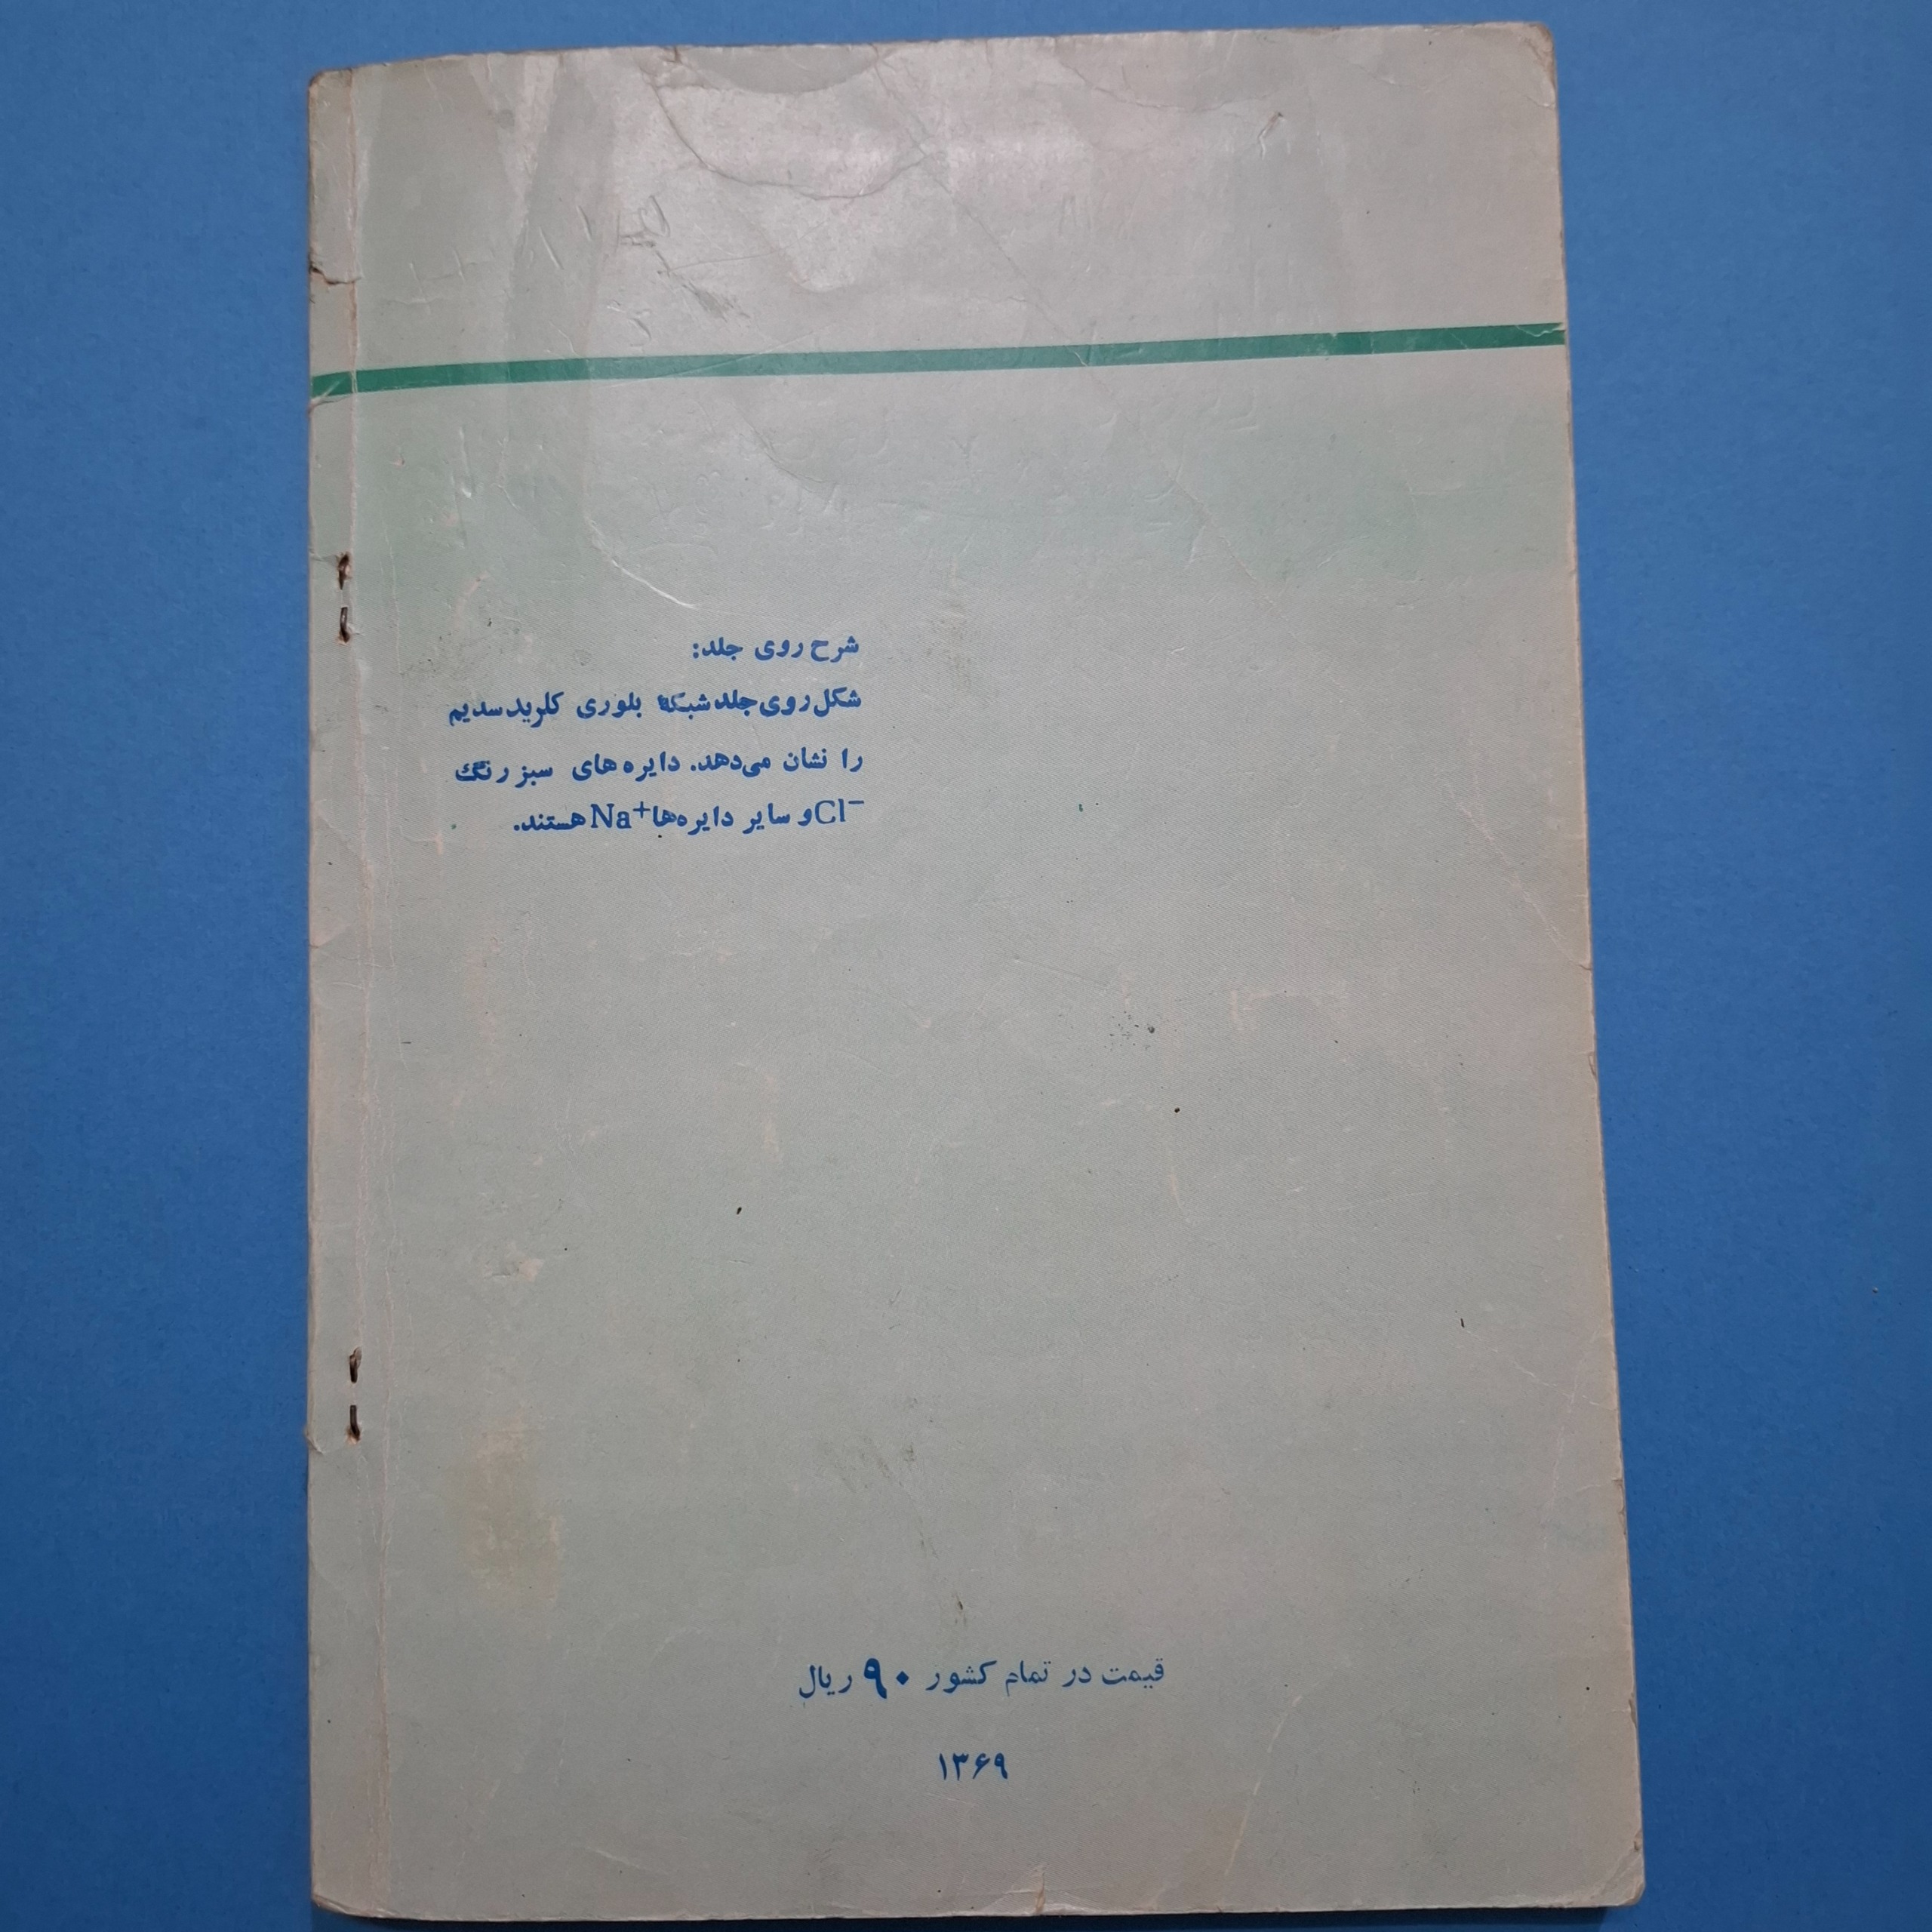 شرح روی جلد:
شکل روی جلد شبکهٔ بلوری کلرید سدیم
را نشان می‌دهد. دایره های سبز رنگ
Cl⁻ و سایر دایره‌ها Na⁺ هستند.
قیمت در تمام کشور ۹۰ ریال
۱۳۶۹